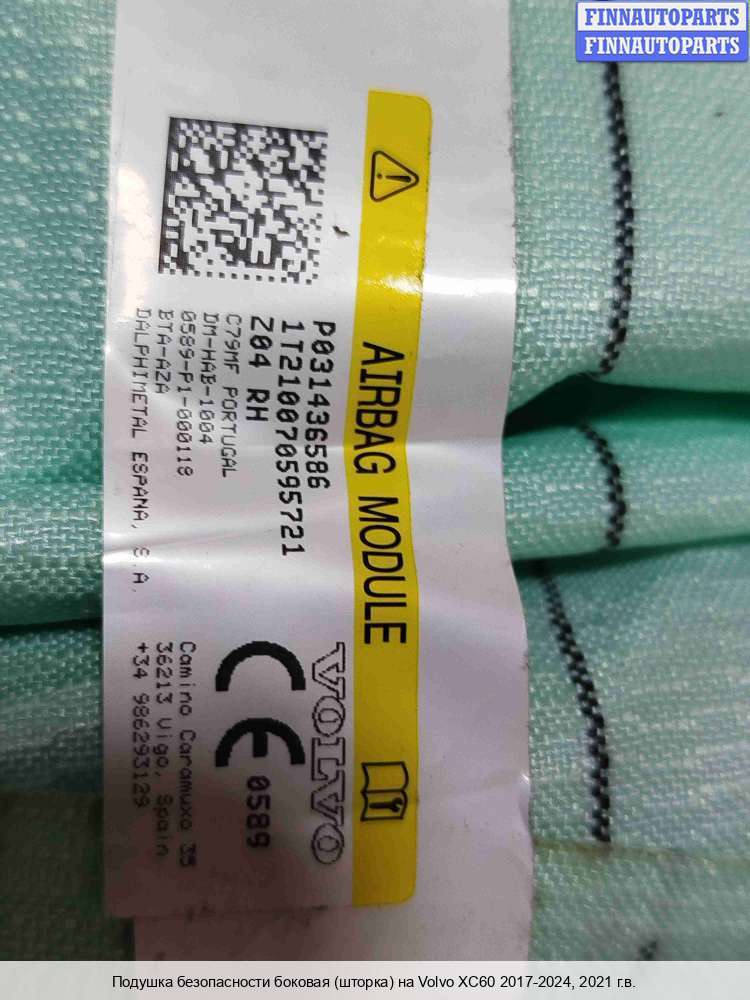 FINNAUTOPARTS
FINNAUTOPARTS
AIRBAG MODULE
P031436586
1T210070595721
Z04 RH
C79MF PORTUGAL
DM-HAB-1004
0589-P1-000118
BTA-AZA
DALPHIMETAL ESPANA, S.A.
VOLVO
CE 0589
Camino Caramuxo 35
36213 Vigo, Spain
+34 986293129
Подушка безопасности боковая (шторка) на Volvo XC60 2017-2024, 2021 г.в.